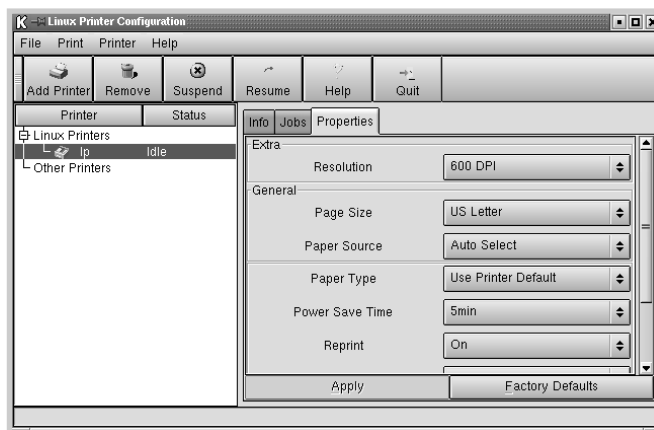 Linux Printer Configuration
File Print Printer Help
Add Printer Remove Suspend Resume Help Quit
Printer Status
Linux Printers
lp Idle
Other Printers
Info Jobs Properties
Extra
Resolution 600 DPI
General
Page Size US Letter
Paper Source Auto Select
Paper Type Use Printer Default
Power Save Time 5min
Reprint On
Apply Factory Defaults